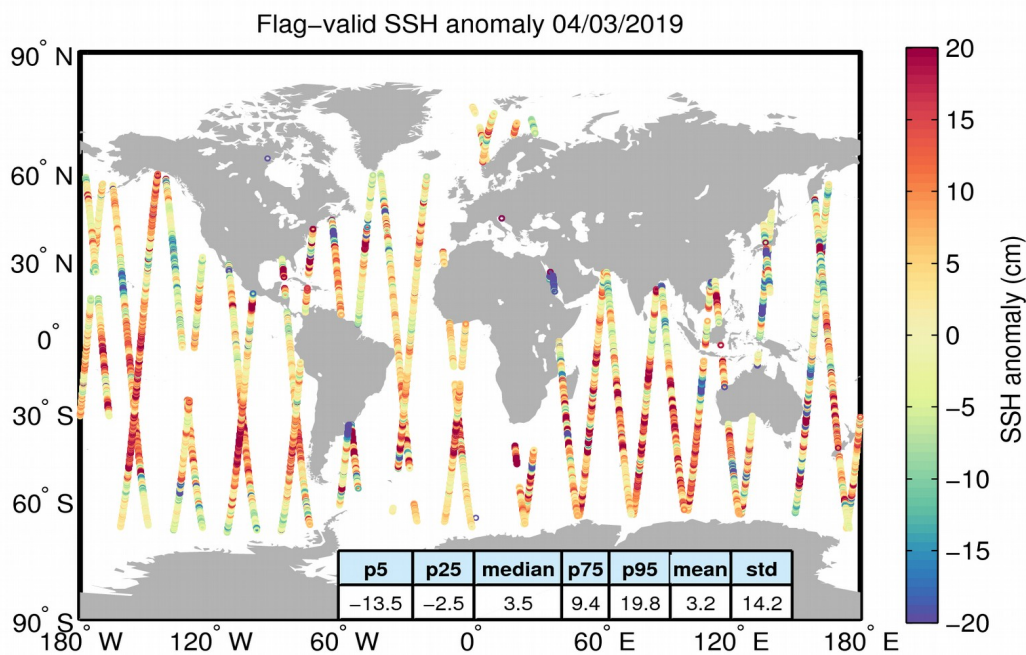 Flag−valid SSH anomaly 04/03/2019
90° N
60° N
30° N
0°
30° S
60° S
90° S
180° W
120° W
60° W
0°
60° E
120° E
180° E
p5 p25 median p75 p95 mean std
−13.5 −2.5 3.5 9.4 19.8 3.2 14.2
20
15
10
5
0
−5
−10
−15
−20
SSH anomaly (cm)